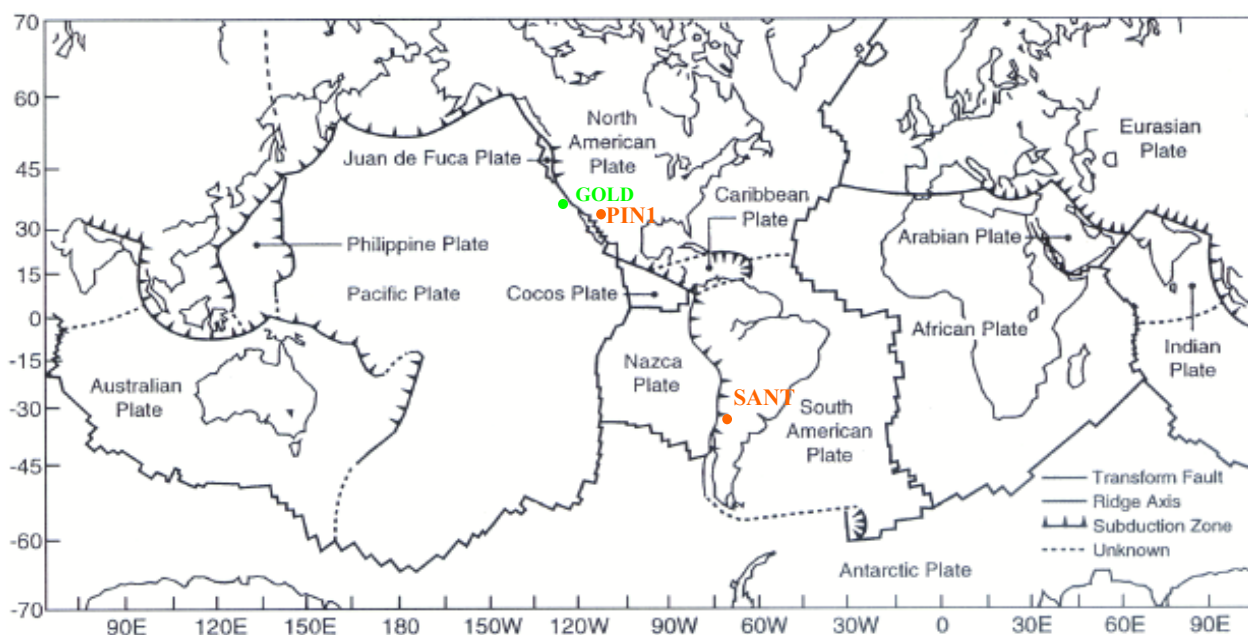 70
60
45
30
15
0
-15
-30
-45
-60
-70
North
American
Plate
Eurasian
Plate
Juan de Fuca Plate
GOLD
PIN1
Caribbean
Plate
Philippine Plate
Arabian Plate
Pacific Plate
Cocos Plate
African Plate
Indian
Plate
Nazca
Plate
Australian
Plate
SANT
South
American
Plate
Transform Fault
Ridge Axis
Subduction Zone
Unknown
Antarctic Plate
90E 120E 150E 180E 150W 120W 90W 60W 30W 0 30E 60E 90E